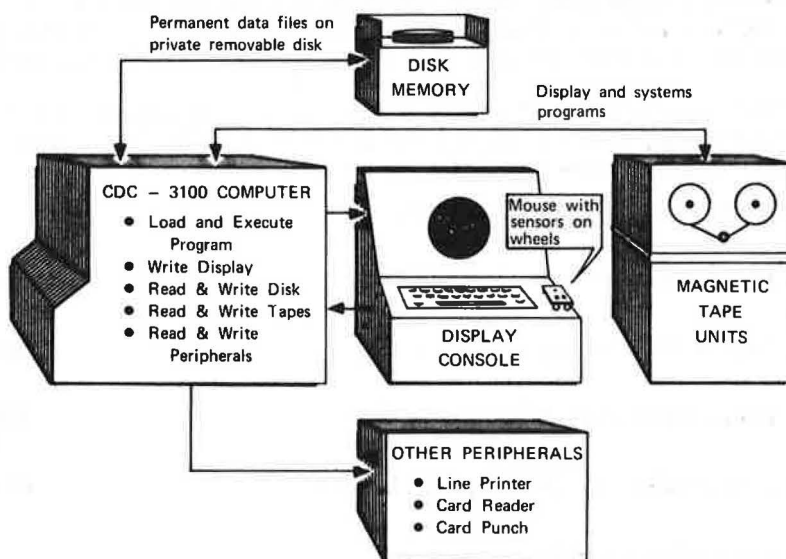 Permanent data files on
private removable disk
DISK
MEMORY
Display and systems
programs
CDC – 3100 COMPUTER
● Load and Execute
Program
● Write Display
● Read & Write Disk
● Read & Write Tapes
● Read & Write
Peripherals
Mouse with
sensors on
wheels
DISPLAY
CONSOLE
MAGNETIC
TAPE
UNITS
OTHER PERIPHERALS
● Line Printer
● Card Reader
● Card Punch